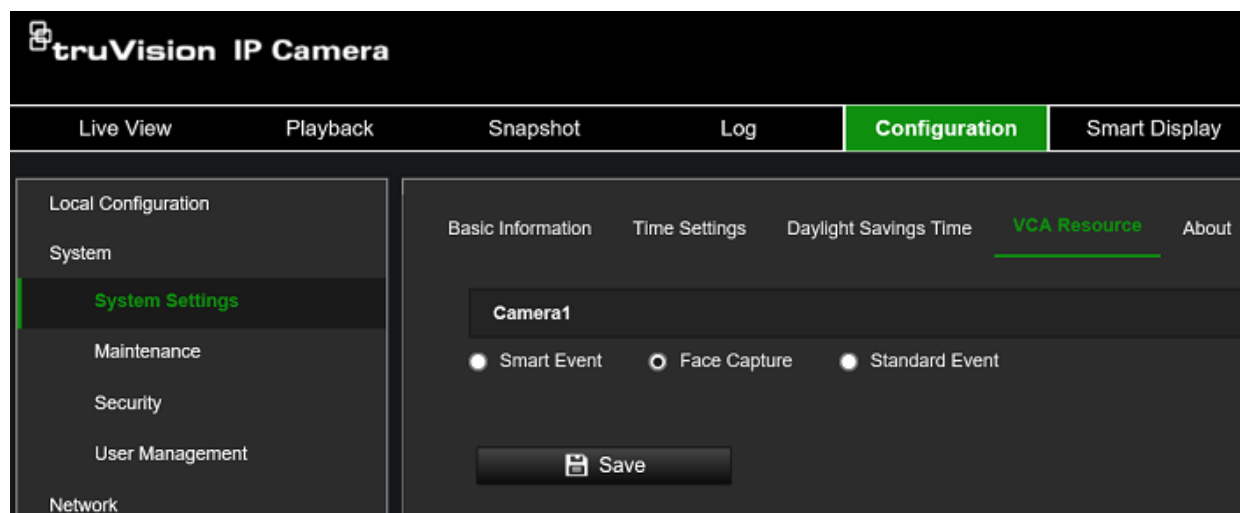 truVision IP Camera
Live View Playback Snapshot Log Configuration Smart Display
Local Configuration
System
System Settings
Maintenance
Security
User Management
Network
Basic Information Time Settings Daylight Savings Time VCA Resource About
Camera1
Smart Event Face Capture Standard Event
Save